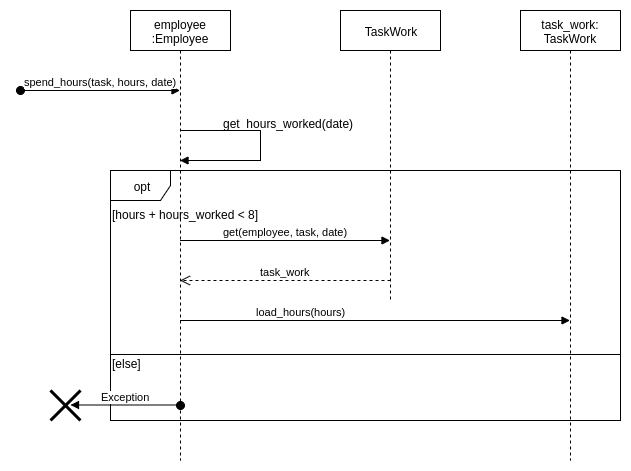 employee
:Employee
TaskWork
task_work:
TaskWork
spend_hours(task, hours, date)
get_hours_worked(date)
opt
[hours + hours_worked < 8]
get(employee, task, date)
task_work
load_hours(hours)
[else]
Exception